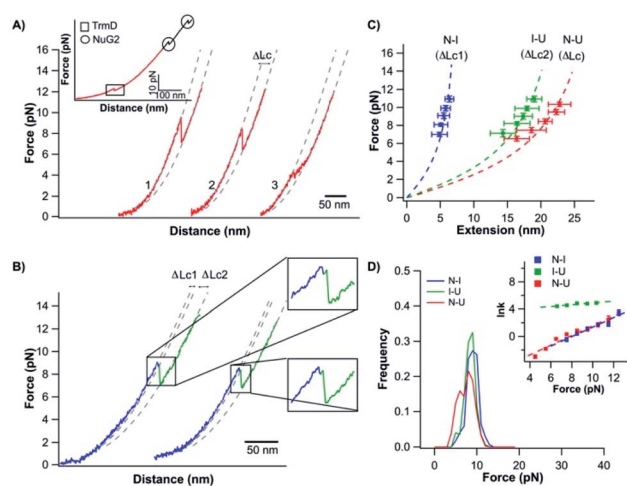 A)
TrmD
NuG2
Force (pN)
10 pN
100 nm
Distance (nm)
ΔLc
16
14
12
10
8
6
4
2
0
Force (pN)
1
2
3
50 nm
Distance (nm)
B)
ΔLc1 ΔLc2
14
12
10
8
6
4
2
0
Force (pN)
50 nm
Distance (nm)
C)
N-I
(ΔLc1)
I-U
(ΔLc2)
N-U
(ΔLc)
16
14
12
10
8
6
4
2
0
Force (pN)
0 5 10 15 20 25
Extension (nm)
D)
0.5
0.4
0.3
0.2
0.1
0.0
Frequency
N-I
I-U
N-U
0 10 20 30 40
Force (pN)
N-I
I-U
N-U
lnk
4
0
4 6 8 10 12
Force (pN)